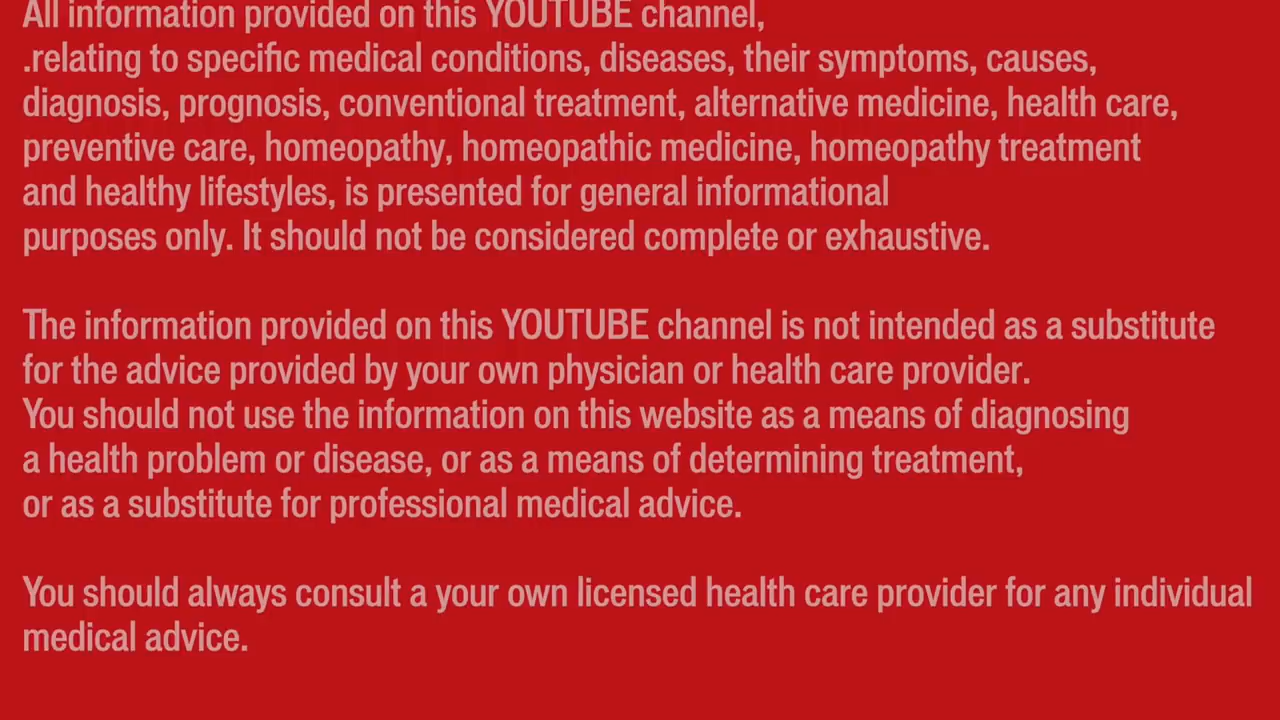 All information provided on this YOUTUBE channel,
.relating to specific medical conditions, diseases, their symptoms, causes,
diagnosis, prognosis, conventional treatment, alternative medicine, health care,
preventive care, homeopathy, homeopathic medicine, homeopathy treatment
and healthy lifestyles, is presented for general informational
purposes only. It should not be considered complete or exhaustive.
The information provided on this YOUTUBE channel is not intended as a substitute
for the advice provided by your own physician or health care provider.
You should not use the information on this website as a means of diagnosing
a health problem or disease, or as a means of determining treatment,
or as a substitute for professional medical advice.
You should always consult a your own licensed health care provider for any individual
medical advice.